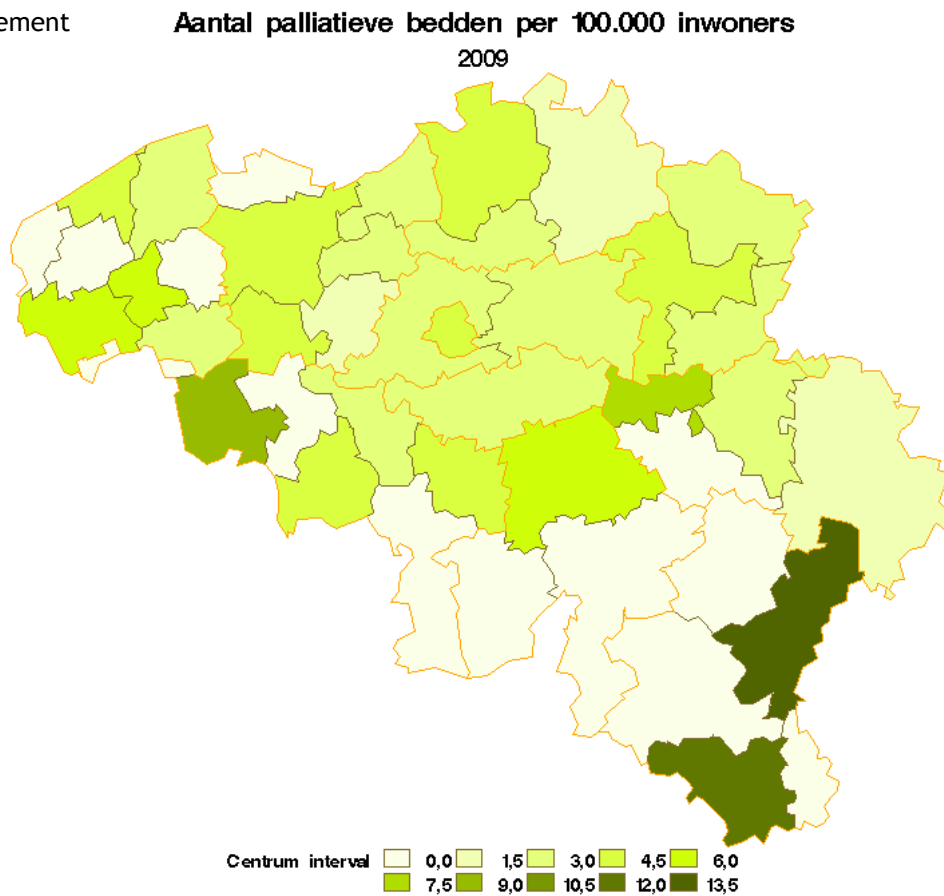 ement
Aantal palliatieve bedden per 100.000 inwoners
2009
Centrum interval 0,0 1,5 3,0 4,5 6,0
7,5 9,0 10,5 12,0 13,5